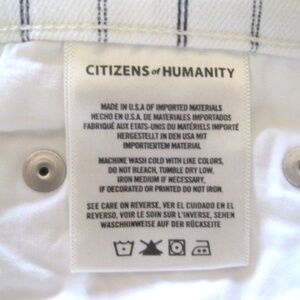 CITIZENS of HUMANITY
MADE IN U.S.A OF IMPORTED MATERIALS
HECHO EN U.S.A. DE MATERIALES IMPORTADOS
FABRIQUÉ AUX ETATS-UNIS DU MATÉRIELS IMPORTÉ
HERGESTELLT IN DEN USA MIT
IMPORTIERTEM MATERIAL
MACHINE WASH COLD WITH LIKE COLORS,
DO NOT BLEACH, TUMBLE DRY LOW,
IRON MEDIUM IF NECESSARY,
IF DECORATED OR PRINTED DO NOT IRON.
SEE CARE ON REVERSE, VER EL CUIDADO EN EL
REVERSO, VOIR LE SOIN SUR L'INVERSE, SEHEN
WASCHHINWEISE AUF DER RÜCKSEITE